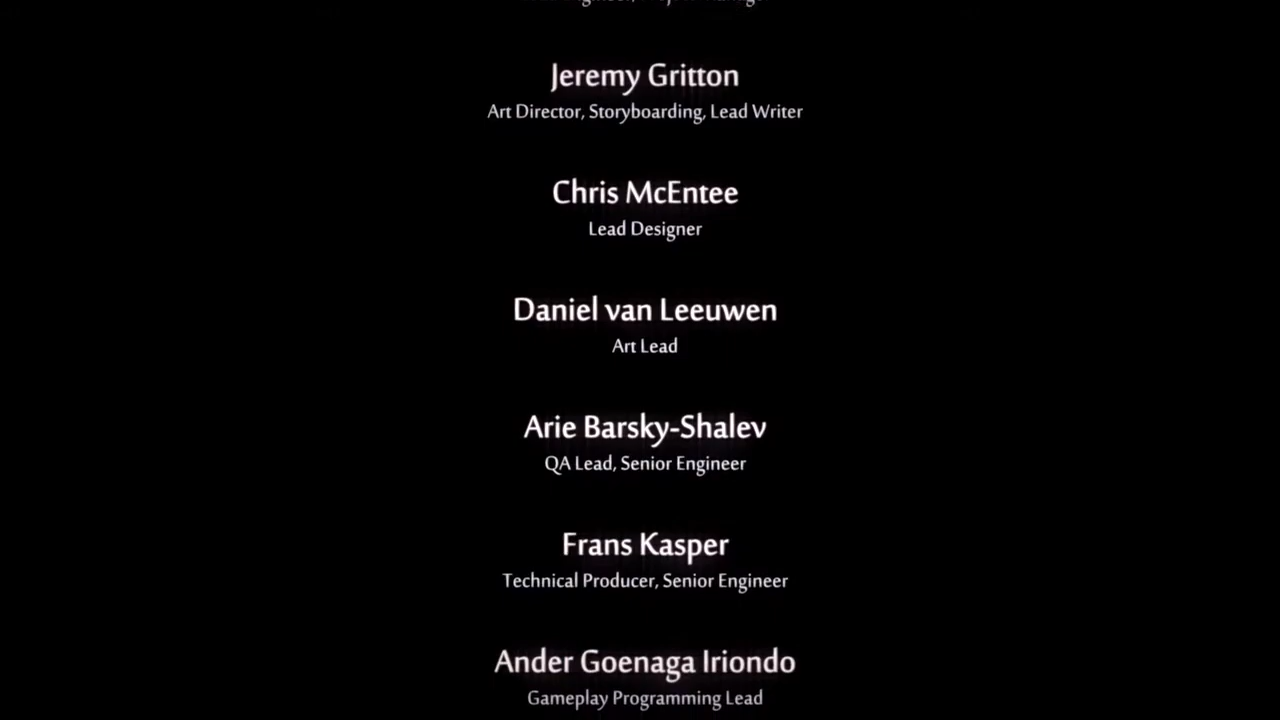 Jeremy Gritton
Art Director, Storyboarding, Lead Writer
Chris McEntee
Lead Designer
Daniel van Leeuwen
Art Lead
Arie Barsky-Shalev
QA Lead, Senior Engineer
Frans Kasper
Technical Producer, Senior Engineer
Ander Goenaga Iriondo
Gameplay Programming Lead